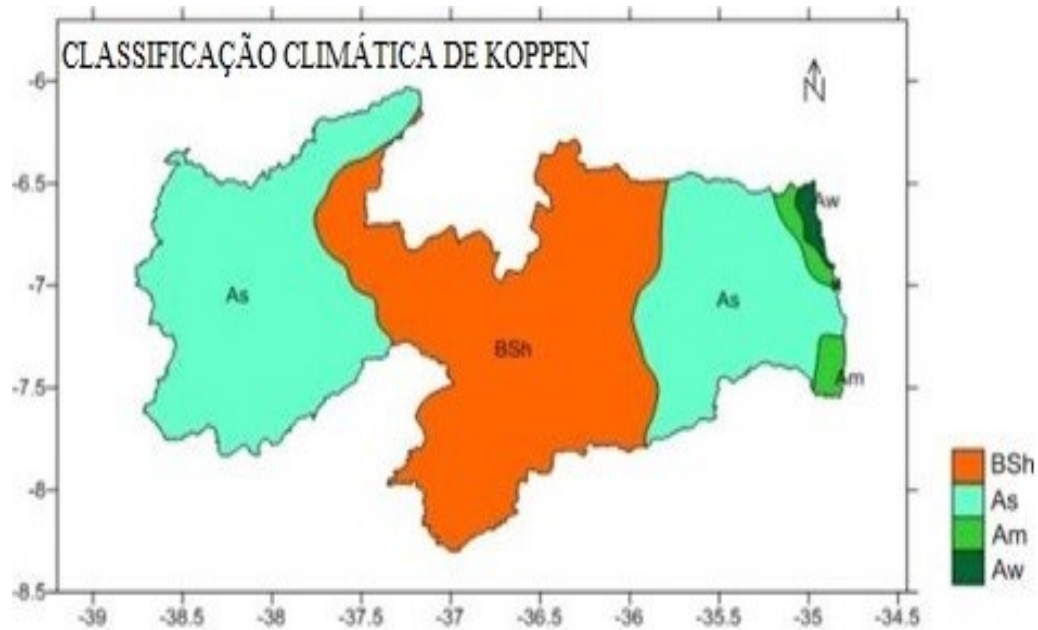 CLASSIFICAÇÃO CLIMÁTICA DE KOPPEN
N
-6
-6.5
-7
-7.5
-8
-8.5
Aw
As
As
BSh
Am
BSh
As
Am
Aw
-39 -38.5 -38 -37.5 -37 -36.5 -36 -35.5 -35 -34.5